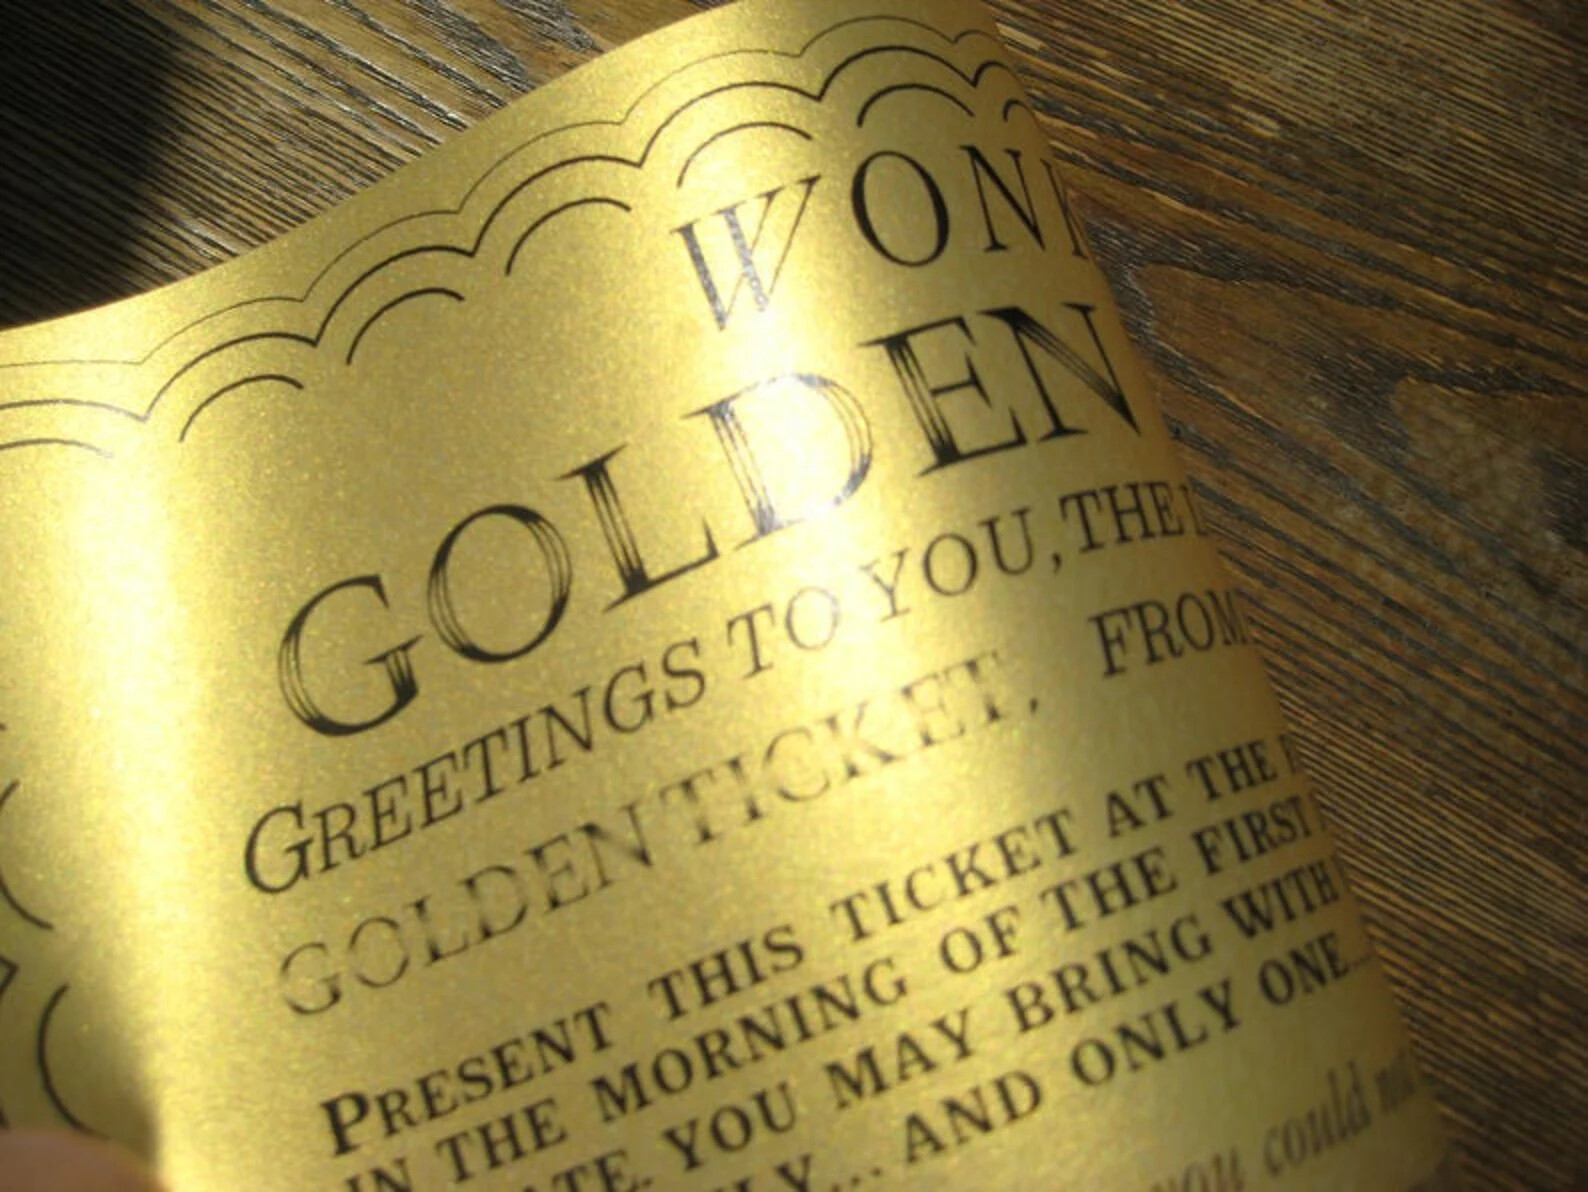 WON
GOLDEN
GREETINGS TO YOU, THE
GOLDEN TICKET. FROM
PRESENT THIS TICKET AT THE
IN THE MORNING OF THE FIRST
YOU MAY BRING WITH
AND ONLY ONE...
you could